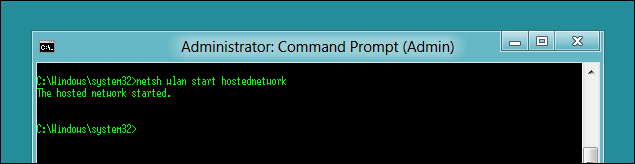 Administrator: Command Prompt (Admin)
C:\Windows\system32>netsh wlan start hostednetwork
The hosted network started.
C:\Windows\system32>